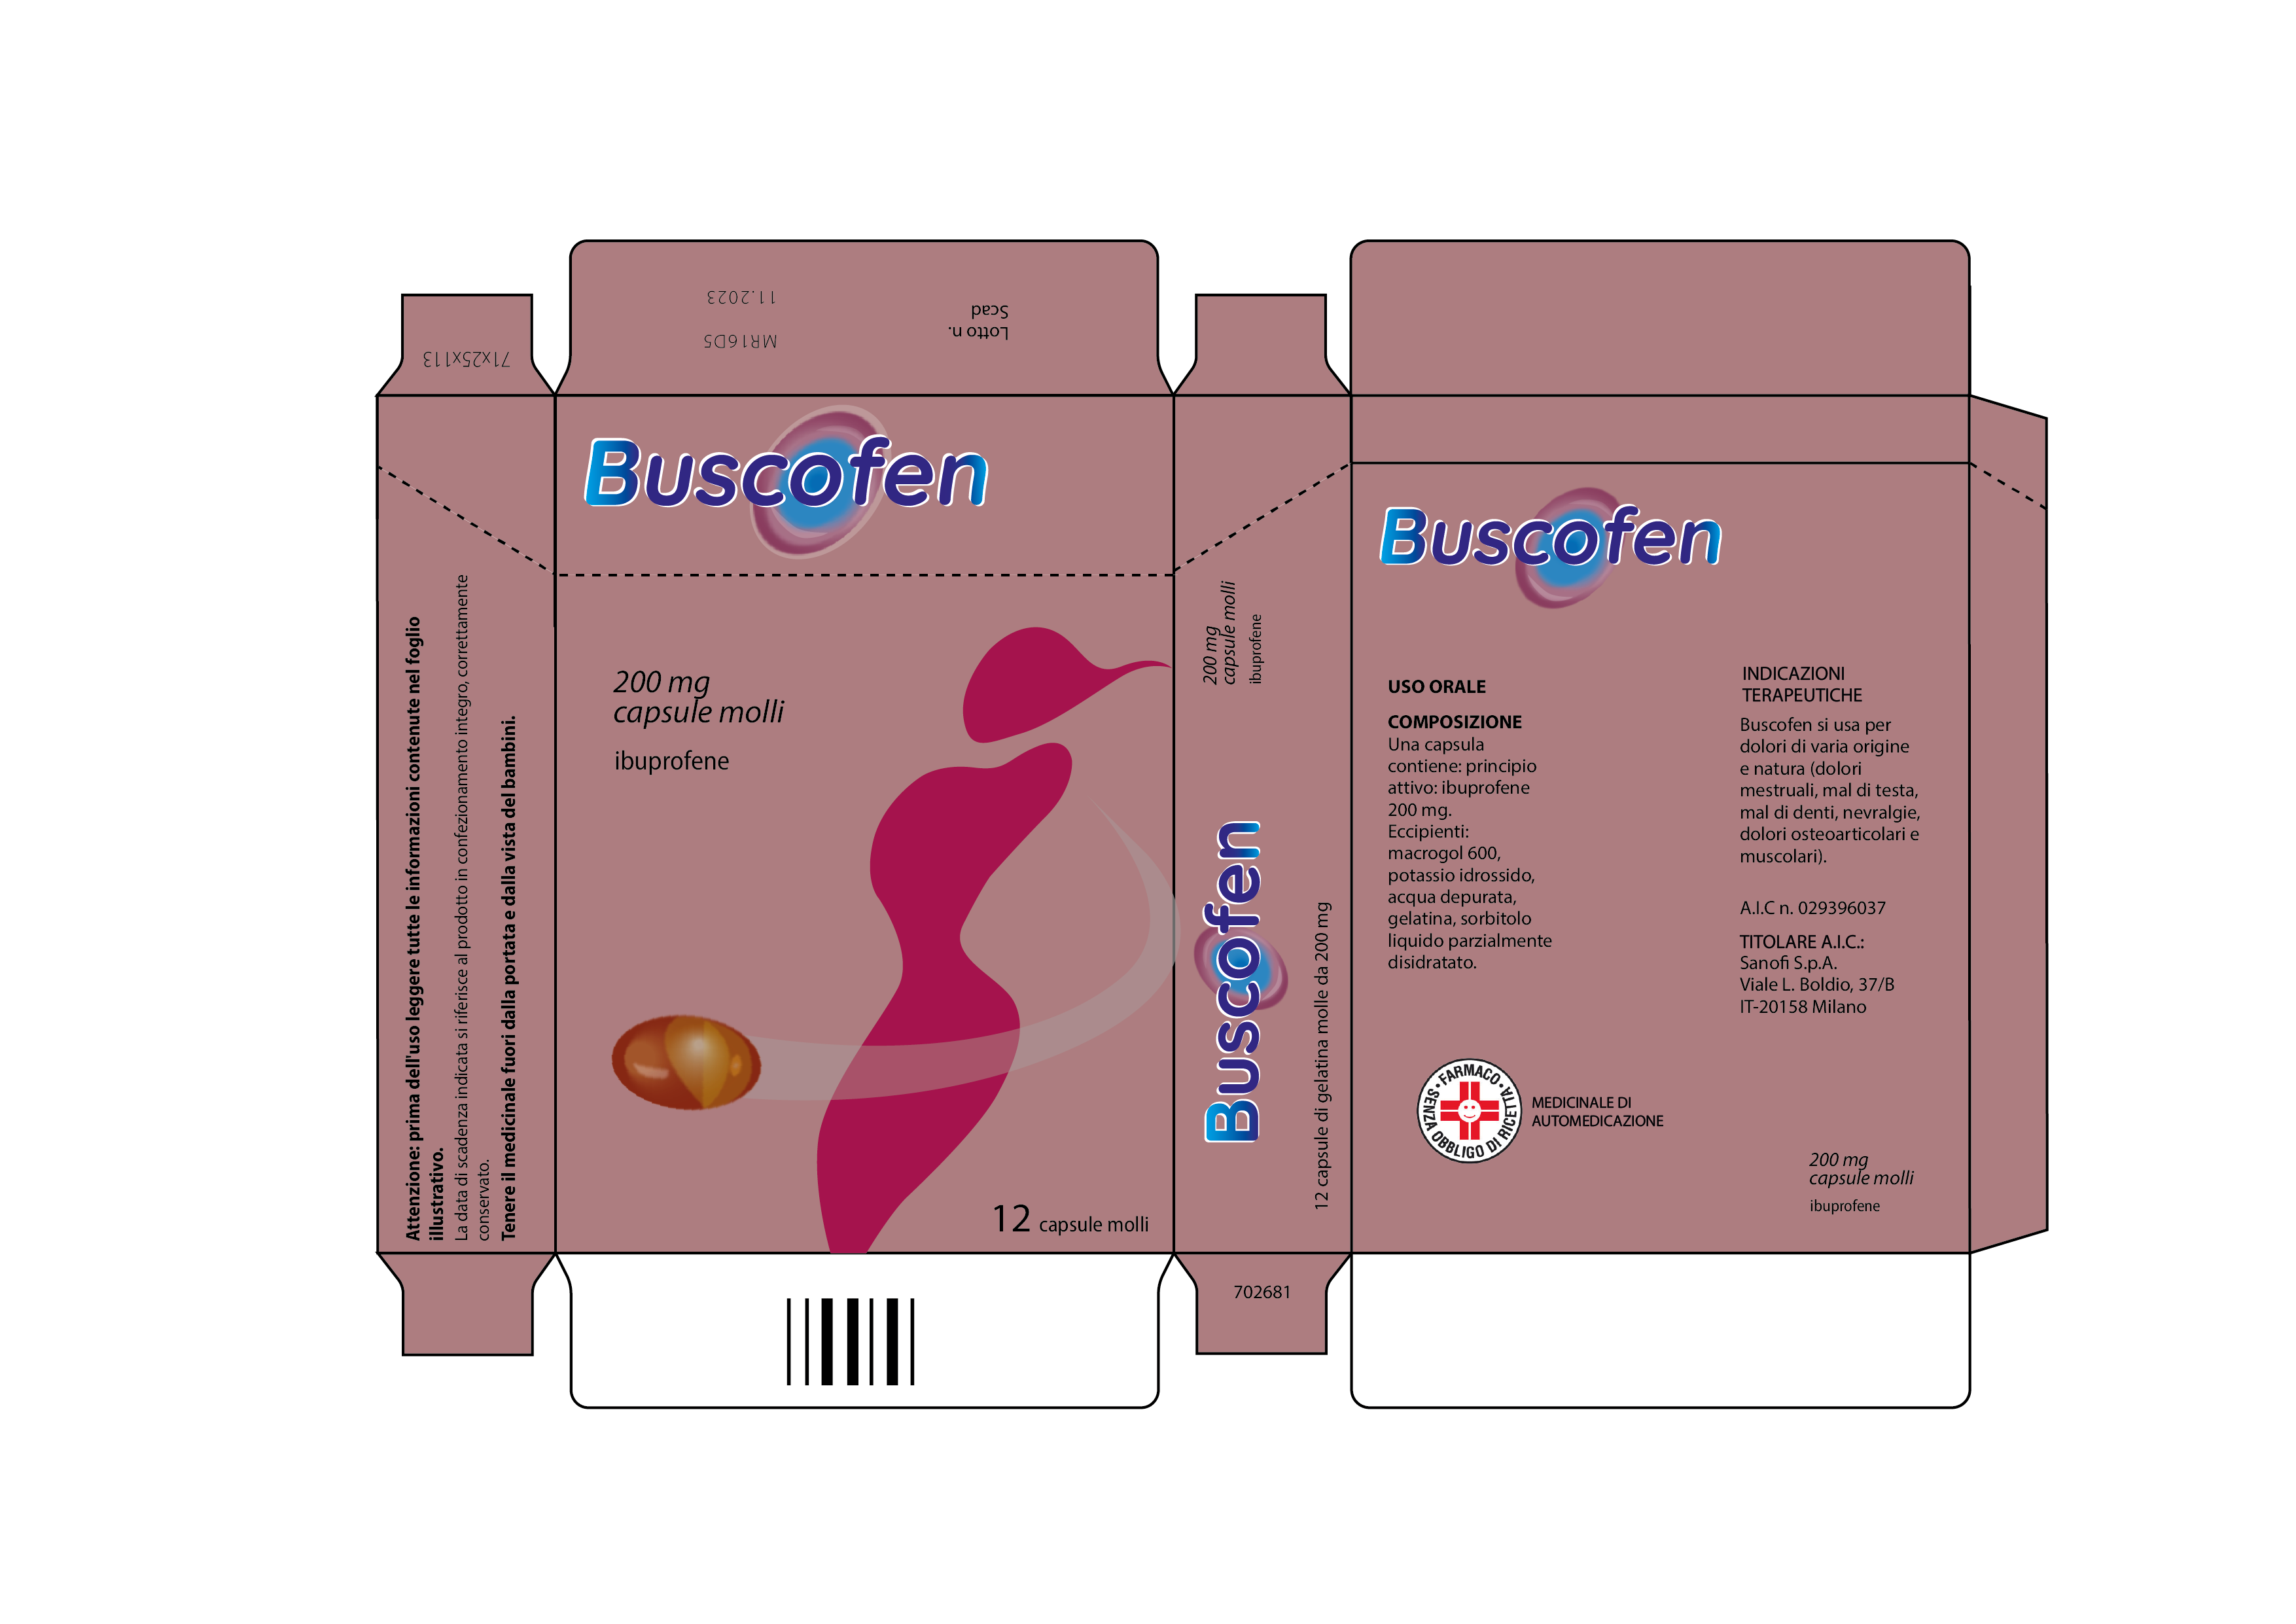 71x25x113
Attenzione: prima dell'uso leggere tutte le informazioni contenute nel foglio
illustrativo.
La data di scadenza indicata si riferisce al prodotto in confezionamento integro, correttamente
conservato.
Tenere il medicinale fuori dalla portata e dalla vista del bambini.
Lotto n.
MR16D5
Scad
11.2023
Buscofen
200 mg
capsule molli
ibuprofene
12 capsule molli
200 mg
capsule molli
ibuprofene
Buscofen
12 capsule di gelatina molle da 200 mg
702681
Buscofen
USO ORALE
COMPOSIZIONE
Una capsula
contiene: principio
attivo: ibuprofene
200 mg.
Eccipienti:
macrogol 600,
potassio idrossido,
acqua depurata,
gelatina, sorbitolo
liquido parzialmente
disidratato.
INDICAZIONI
TERAPEUTICHE
Buscofen si usa per
dolori di varia origine
e natura (dolori
mestruali, mal di testa,
mal di denti, nevralgie,
dolori osteoarticolari e
muscolari).
A.I.C n. 029396037
TITOLARE A.I.C.:
Sanofi S.p.A.
Viale L. Boldio, 37/B
IT-20158 Milano
• FARMACO •
SENZA OBBLIGO DI RICETTA
MEDICINALE DI
AUTOMEDICAZIONE
200 mg
capsule molli
ibuprofene